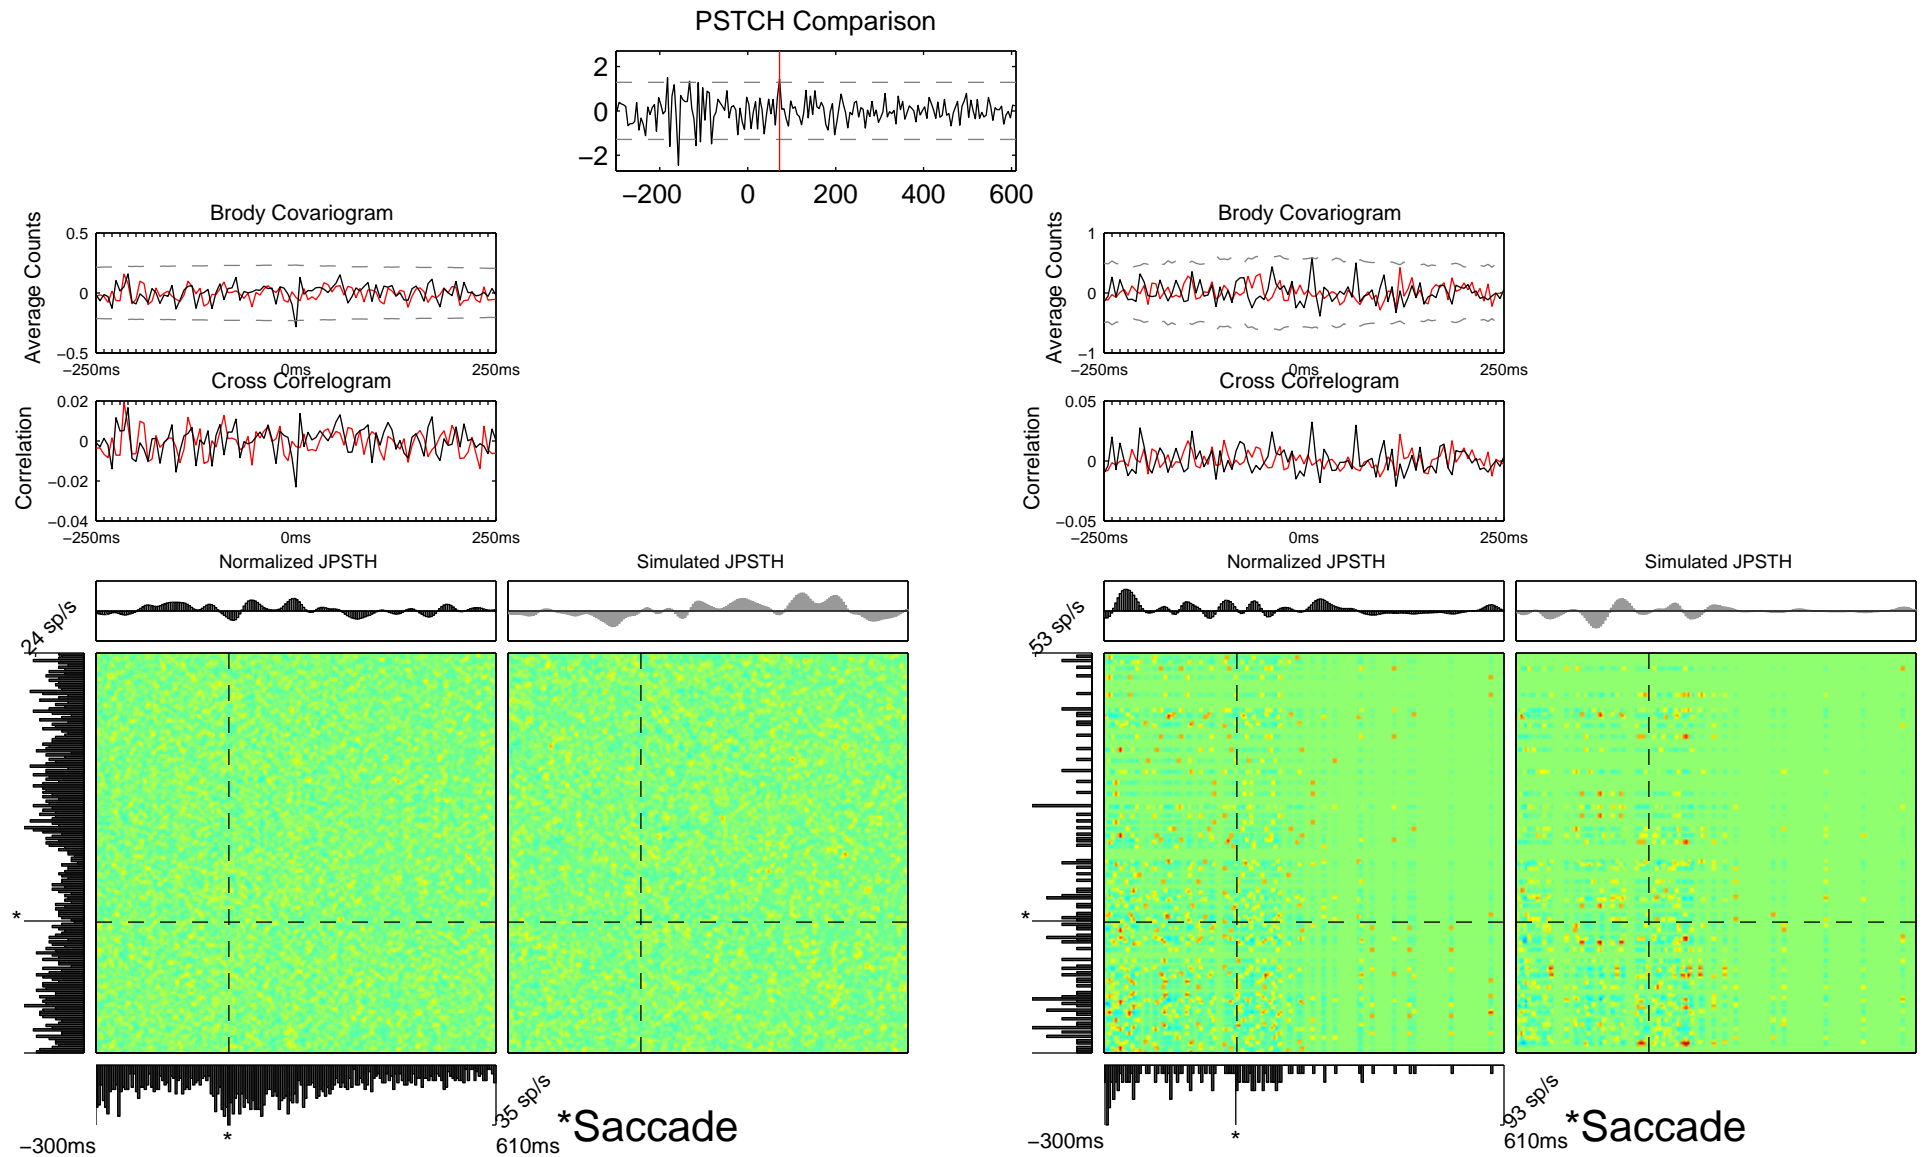 PSTCH Comparison
2
0
−2
−200
0
200
400
600
Brody Covariogram
Average Counts
0.5
0
−0.5
−250ms
0ms
250ms
Cross Correlogram
Correlation
0.02
0
−0.02
−0.04
−250ms
0ms
250ms
Normalized JPSTH
Simulated JPSTH
24 sp/s
*
*
35 sp/s
−300ms
610ms
*Saccade
Brody Covariogram
Average Counts
1
0
−1
−250ms
0ms
250ms
Cross Correlogram
Correlation
0.05
0
−0.05
−250ms
0ms
250ms
Normalized JPSTH
Simulated JPSTH
53 sp/s
*
*
93 sp/s
−300ms
610ms
*Saccade